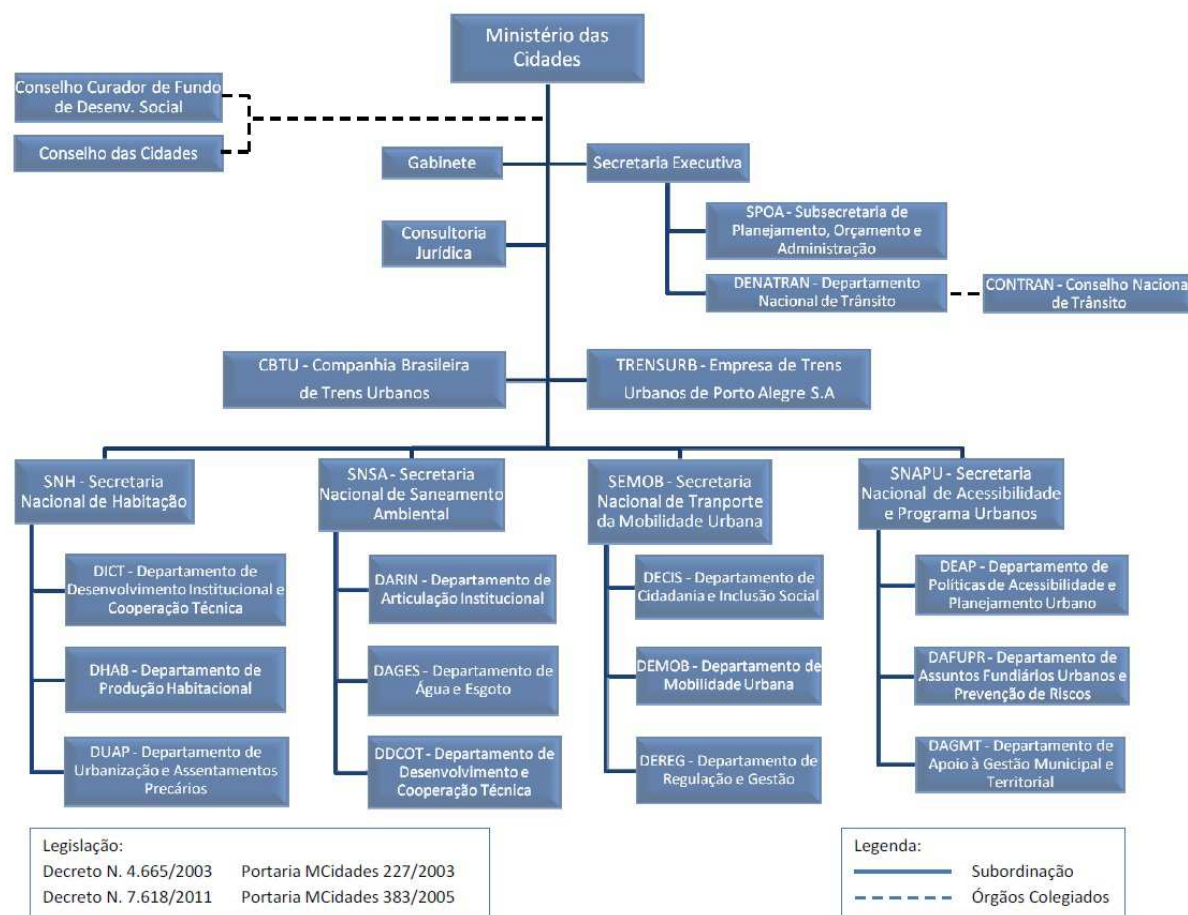 Ministério das
Cidades
Conselho Curador de Fundo
de Desenv. Social
Conselho das Cidades
Gabinete
Secretaria Executiva
Consultoria
Jurídica
SPOA - Subsecretaria de
Planejamento, Orçamento e
Administração
DENATRAN - Departamento
Nacional de Trânsito
CONTRAN - Conselho Naciona
de Trânsito
CBTU - Companhia Brasileira
de Trens Urbanos
TRENSURB - Empresa de Trens
Urbanos de Porto Alegre S.A
SNH - Secretaria
Nacional de Habitação
DICT - Departamento de
Desenvolvimento Institucional e
Cooperação Técnica
DHAB - Departamento de
Produção Habitacional
DUAP - Departamento de
Urbanização e Assentamentos
Precários
SNSA - Secretaria
Nacional de Saneamento
Ambiental
DARIN - Departamento de
Articulação Institucional
DAGES - Departamento de
Água e Esgoto
DDCOT - Departamento de
Desenvolvimento e
Cooperação Técnica
SEMOB - Secretaria
Nacional de Tranporte
da Mobilidade Urbana
DECIS - Departamento de
Cidadania e Inclusão Social
DEMOB - Departamento de
Mobilidade Urbana
DEREG - Departamento de
Regulação e Gestão
SNAPU - Secretaria
Nacional de Acessibilidade
e Programa Urbanos
DEAP - Departamento de
Políticas de Acessibilidade e
Planejamento Urbano
DAFUPR - Departamento de
Assuntos Fundiários Urbanos e
Prevenção de Riscos
DAGMT - Departamento de
Apoio à Gestão Municipal e
Territorial
Legislação:
Decreto N. 4.665/2003 Portaria MCidades 227/2003
Decreto N. 7.618/2011 Portaria MCidades 383/2005
Legenda:
Subordinação
Órgãos Colegiados